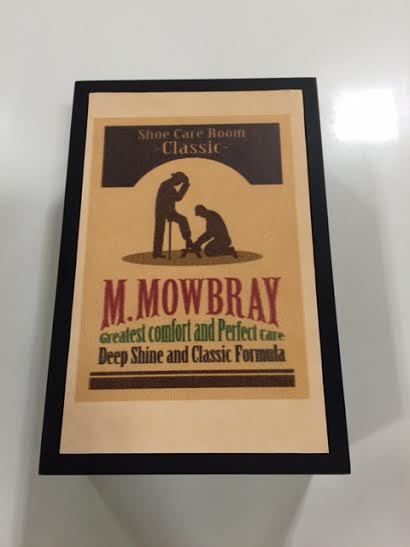 Shoe Care Room
-Classic-
M.MOWBRAY
Greatest comfort and Perfect Care
Deep Shine and Classic Formula